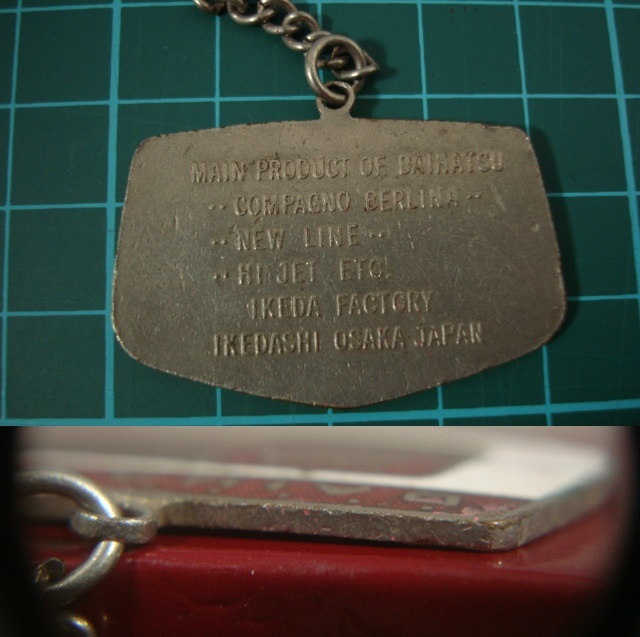 MAIN PRODUCT OF DAIHATSU
-- COMPAGNO BERLINA --
-- NEW LINE --
-- HI-JET ETC.
IKEDA FACTORY
IKEDASHI OSAKA, JAPAN